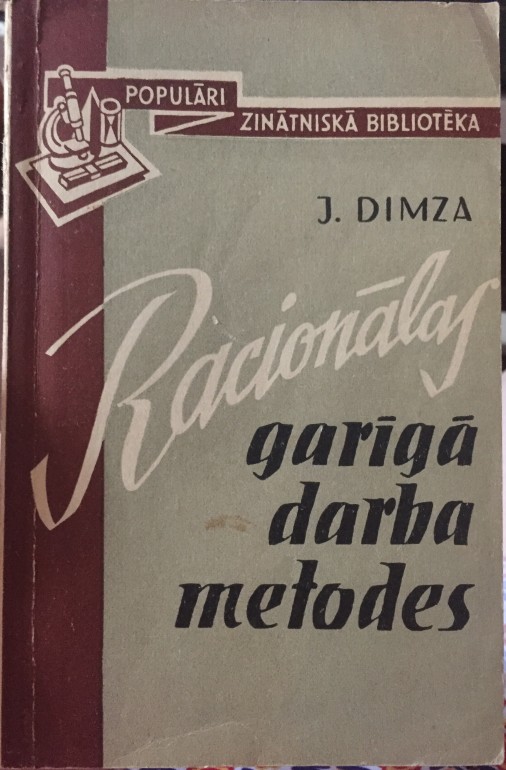 POPULĀRI
ZINĀTNISKĀ BIBLIOTĒKA
J. DIMZA
Racionālas
garīgā
darba
metodes